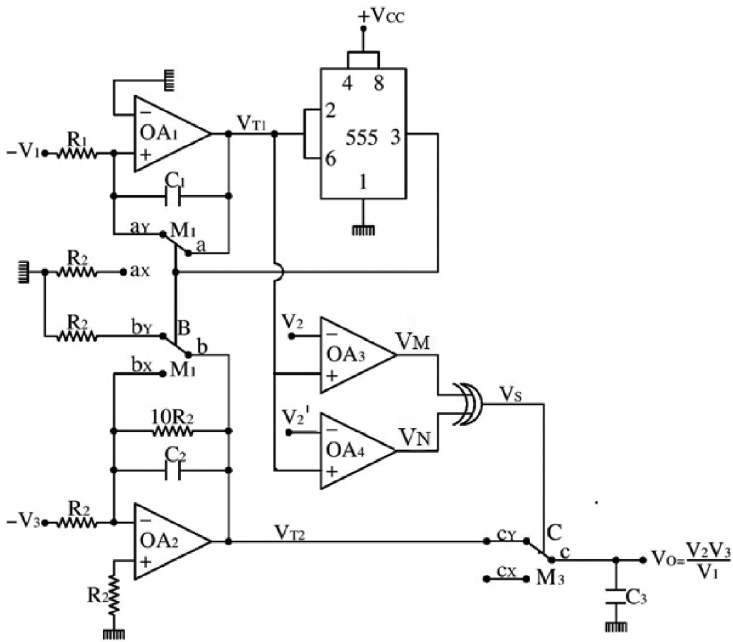 +VCC
4 8
2
555
3
6
1
−
OA1
+
VT1
−V1
R1
C1
aY
M1
a
R2
aX
R2
bY
B
b
bX
M1
V2
−
OA3
+
VM
V2'
−
OA4
+
VN
VS
10R2
C2
−V3
R2
−
OA2
+
R2
VT2
cY
C
c
cX
M3
C3
VO=V2V3/V1